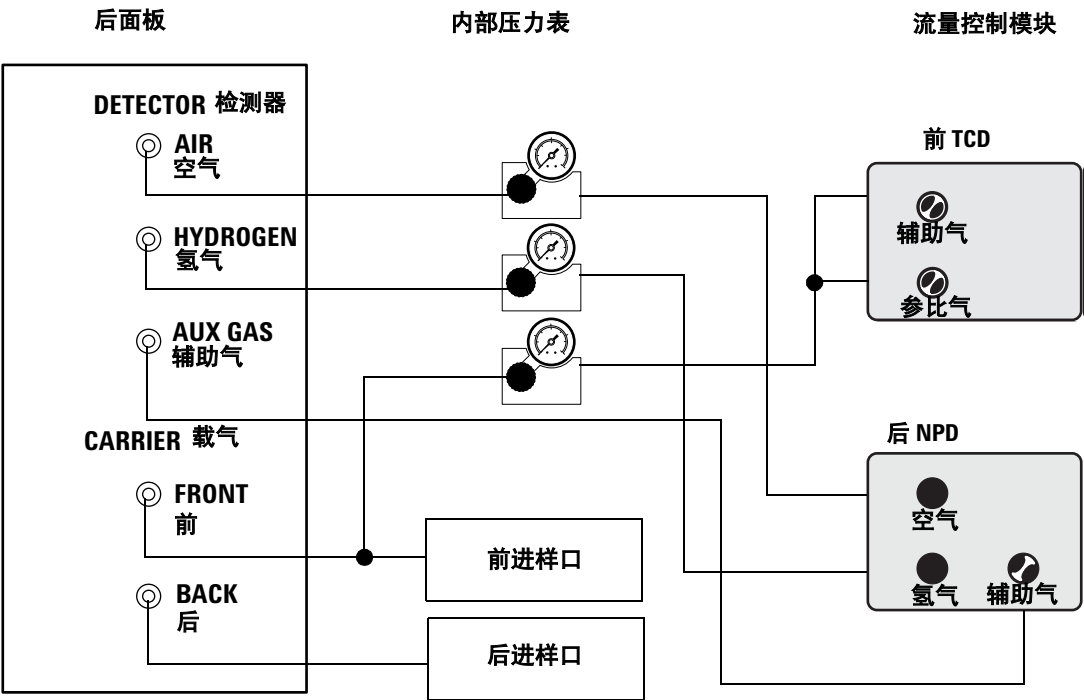 后面板
内部压力表
流量控制模块
DETECTOR 检测器
AIR
空气
HYDROGEN
氢气
AUX GAS
辅助气
CARRIER 载气
FRONT
前
BACK
后
前进样口
后进样口
前 TCD
辅助气
参比气
后 NPD
空气
氢气
辅助气